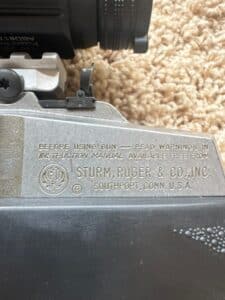 BEFORE USING GUN — READ WARNINGS IN
INSTRUCTION MANUAL AVAILABLE FREE FROM
STURM, RUGER & CO., INC.
© SOUTHPORT, CONN. U.S.A.